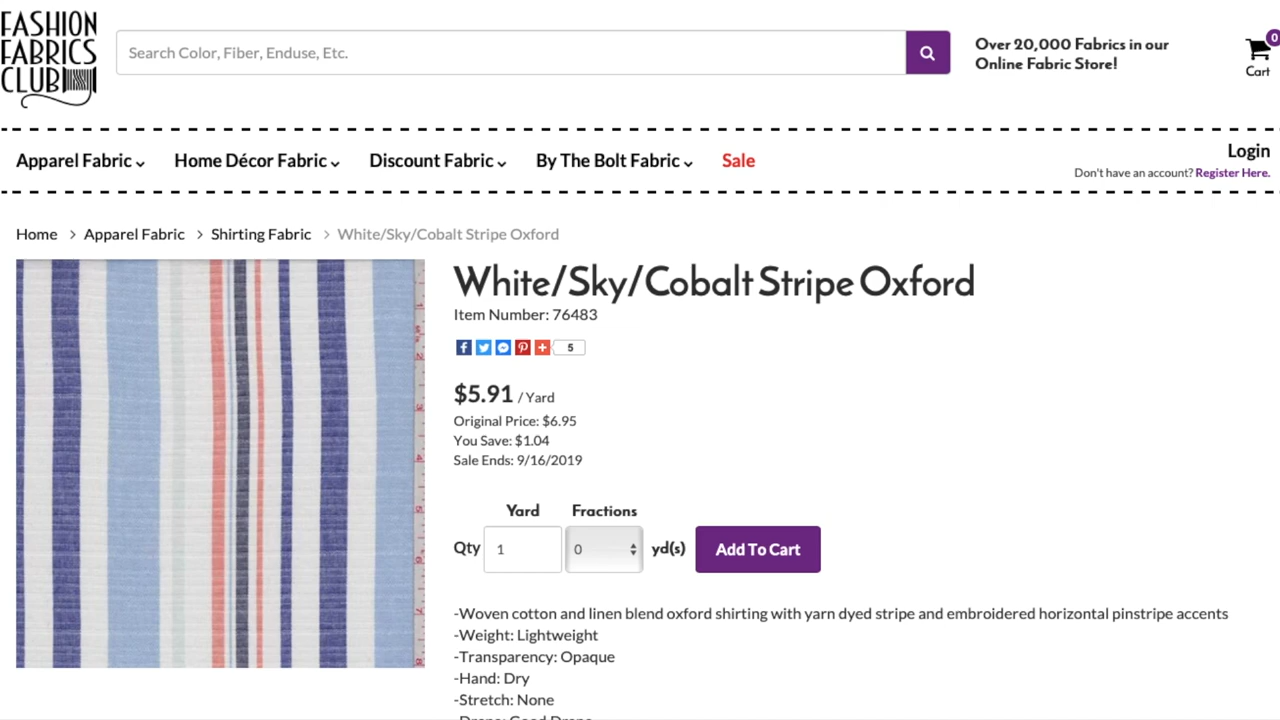 FASHION
FABRICS
CLUB
Search Color, Fiber, Enduse, Etc.
Over 20,000 Fabrics in our
Online Fabric Store!
0
Cart
Apparel Fabric
Home Décor Fabric
Discount Fabric
By The Bolt Fabric
Sale
Login
Don't have an account? Register Here.
Home > Apparel Fabric > Shirting Fabric > White/Sky/Cobalt Stripe Oxford
White/Sky/Cobalt Stripe Oxford
Item Number: 76483
5
$5.91 / Yard
Original Price: $6.95
You Save: $1.04
Sale Ends: 9/16/2019
Yard Fractions
Qty 1 0 yd(s) Add To Cart
-Woven cotton and linen blend oxford shirting with yarn dyed stripe and embroidered horizontal pinstripe accents
-Weight: Lightweight
-Transparency: Opaque
-Hand: Dry
-Stretch: None